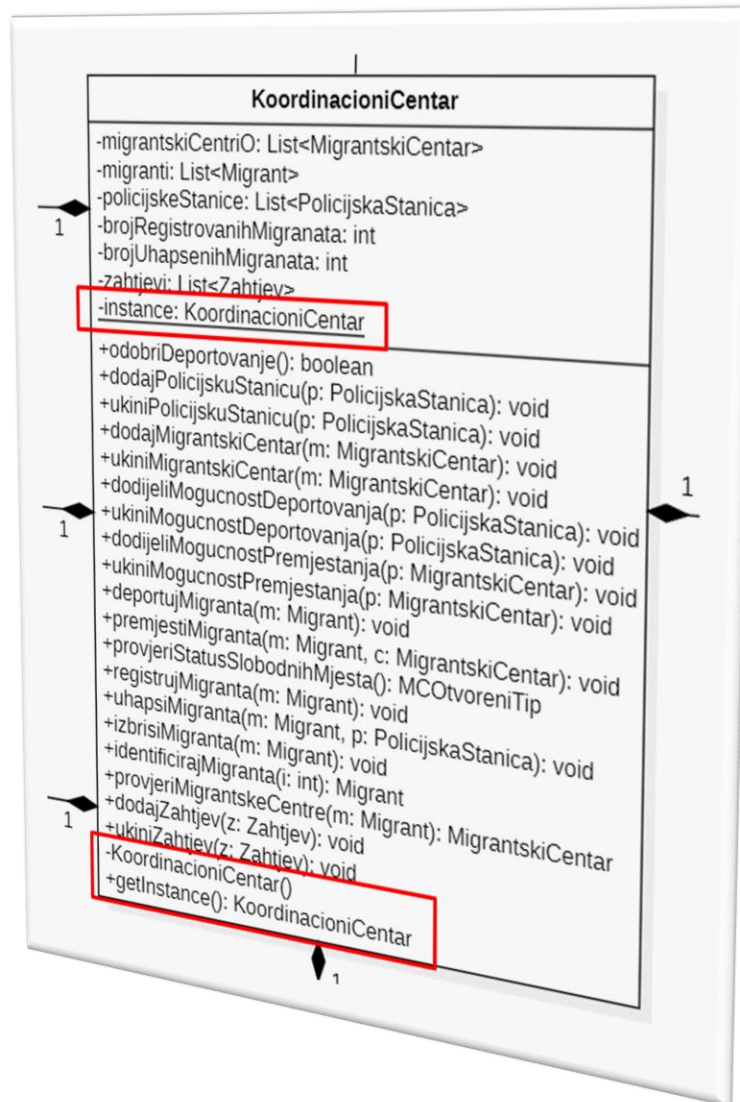 KoordinacioniCentar
-migrantskiCentriO: List<MigrantskiCentar>
-migranti: List<Migrant>
-policijskeStanice: List<PolicijskaStanica>
-brojRegistrovanihMigranata: int
-brojUhapsenihMigranata: int
-zahtjevi: List<Zahtjev>
-instance: KoordinacioniCentar
+odobriDeportovanje(): boolean
+dodajPolicijskuStanicu(p: PolicijskaStanica): void
+ukiniPolicijskuStanicu(p: PolicijskaStanica): void
+dodajMigrantskiCentar(m: MigrantskiCentar): void
+ukiniMigrantskiCentar(m: MigrantskiCentar): void
+dodijeliMogucnostDeportovanja(p: PolicijskaStanica): void
+ukiniMogucnostDeportovanja(p: PolicijskaStanica): void
+dodijeliMogucnostPremjestanja(p: MigrantskiCentar): void
+ukiniMogucnostPremjestanja(p: MigrantskiCentar): void
+deportujMigranta(m: Migrant): void
+premjestiMigranta(m: Migrant, c: MigrantskiCentar): void
+provjeriStatusSlobodnihMjesta(): MCOtvoreniTip
+registrujMigranta(m: Migrant): void
+uhapsiMigranta(m: Migrant, p: PolicijskaStanica): void
+izbrisiMigranta(m: Migrant): void
+identificirajMigranta(i: int): Migrant
+provjeriMigrantskeCentre(m: Migrant): MigrantskiCentar
+dodajZahtjev(z: Zahtjev): void
+ukiniZahtjev(z: Zahtjev): void
-KoordinacioniCentar()
+getInstance(): KoordinacioniCentar
1
1
1
1
1